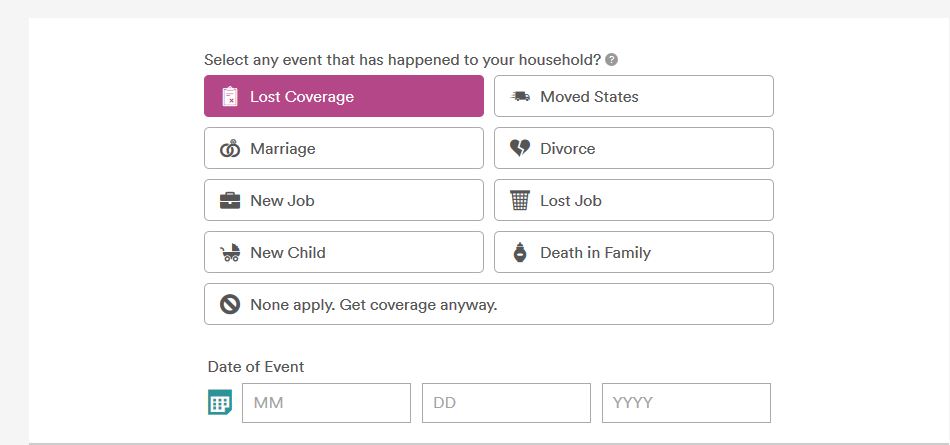 Select any event that has happened to your household? ?
Lost Coverage
Moved States
Marriage
Divorce
New Job
Lost Job
New Child
Death in Family
None apply. Get coverage anyway.
Date of Event
MM
DD
YYYY